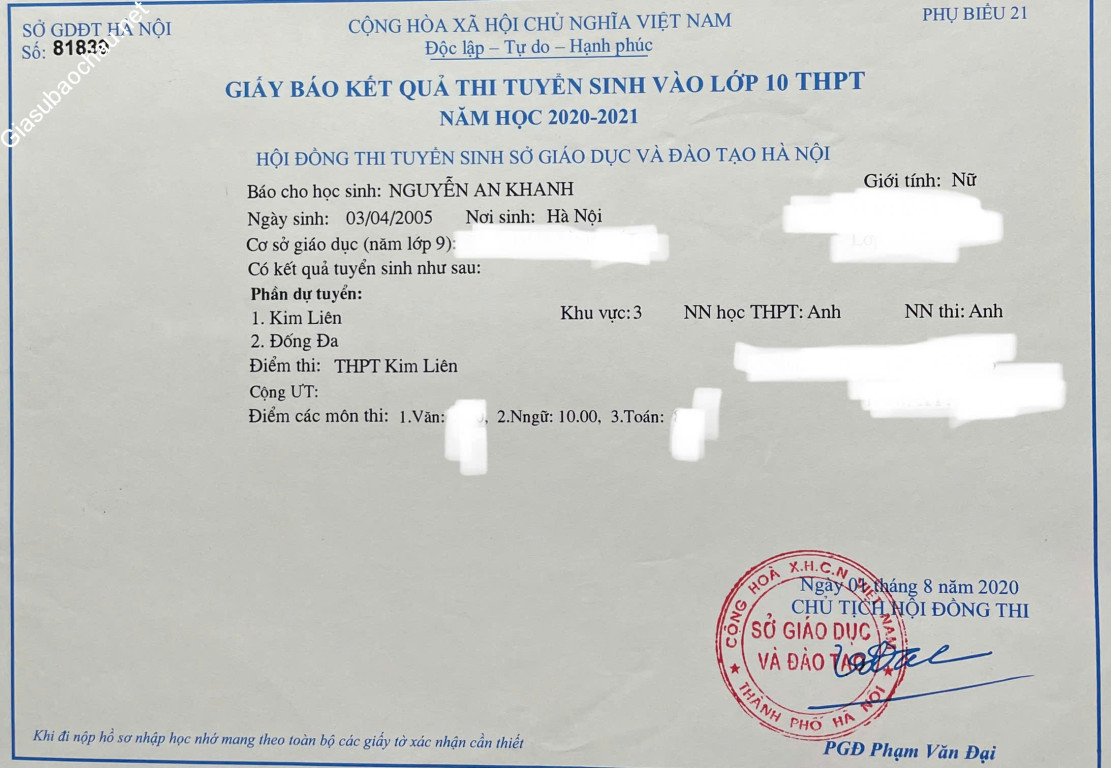 SỞ GDĐT HÀ NỘI
Số: 81839
CỘNG HÒA XÃ HỘI CHỦ NGHĨA VIỆT NAM
Độc lập – Tự do – Hạnh phúc
PHỤ BIỂU 21
GIẤY BÁO KẾT QUẢ THI TUYỂN SINH VÀO LỚP 10 THPT
NĂM HỌC 2020-2021
HỘI ĐỒNG THI TUYỂN SINH SỞ GIÁO DỤC VÀ ĐÀO TẠO HÀ NỘI
Báo cho học sinh: NGUYỄN AN KHANH Giới tính: Nữ
Ngày sinh: 03/04/2005 Nơi sinh: Hà Nội
Cơ sở giáo dục (năm lớp 9):
Có kết quả tuyển sinh như sau:
Phần dự tuyển:
1. Kim Liên Khu vực:3 NN học THPT: Anh NN thi: Anh
2. Đống Đa
Điểm thi: THPT Kim Liên
Cộng ƯT:
Điểm các môn thi: 1.Văn: , 2.Ngữ: 10.00, 3.Toán:
Ngày tháng 8 năm 2020
CHỦ TỊCH HỘI ĐỒNG THI
CỘNG HOÀ X.H.C.N VIỆT NAM
SỞ GIÁO DỤC
VÀ ĐÀO TẠO
THÀNH PHỐ HÀ NỘI
PGĐ Phạm Văn Đại
Khi đi nộp hồ sơ nhập học nhớ mang theo toàn bộ các giấy tờ xác nhận cần thiết